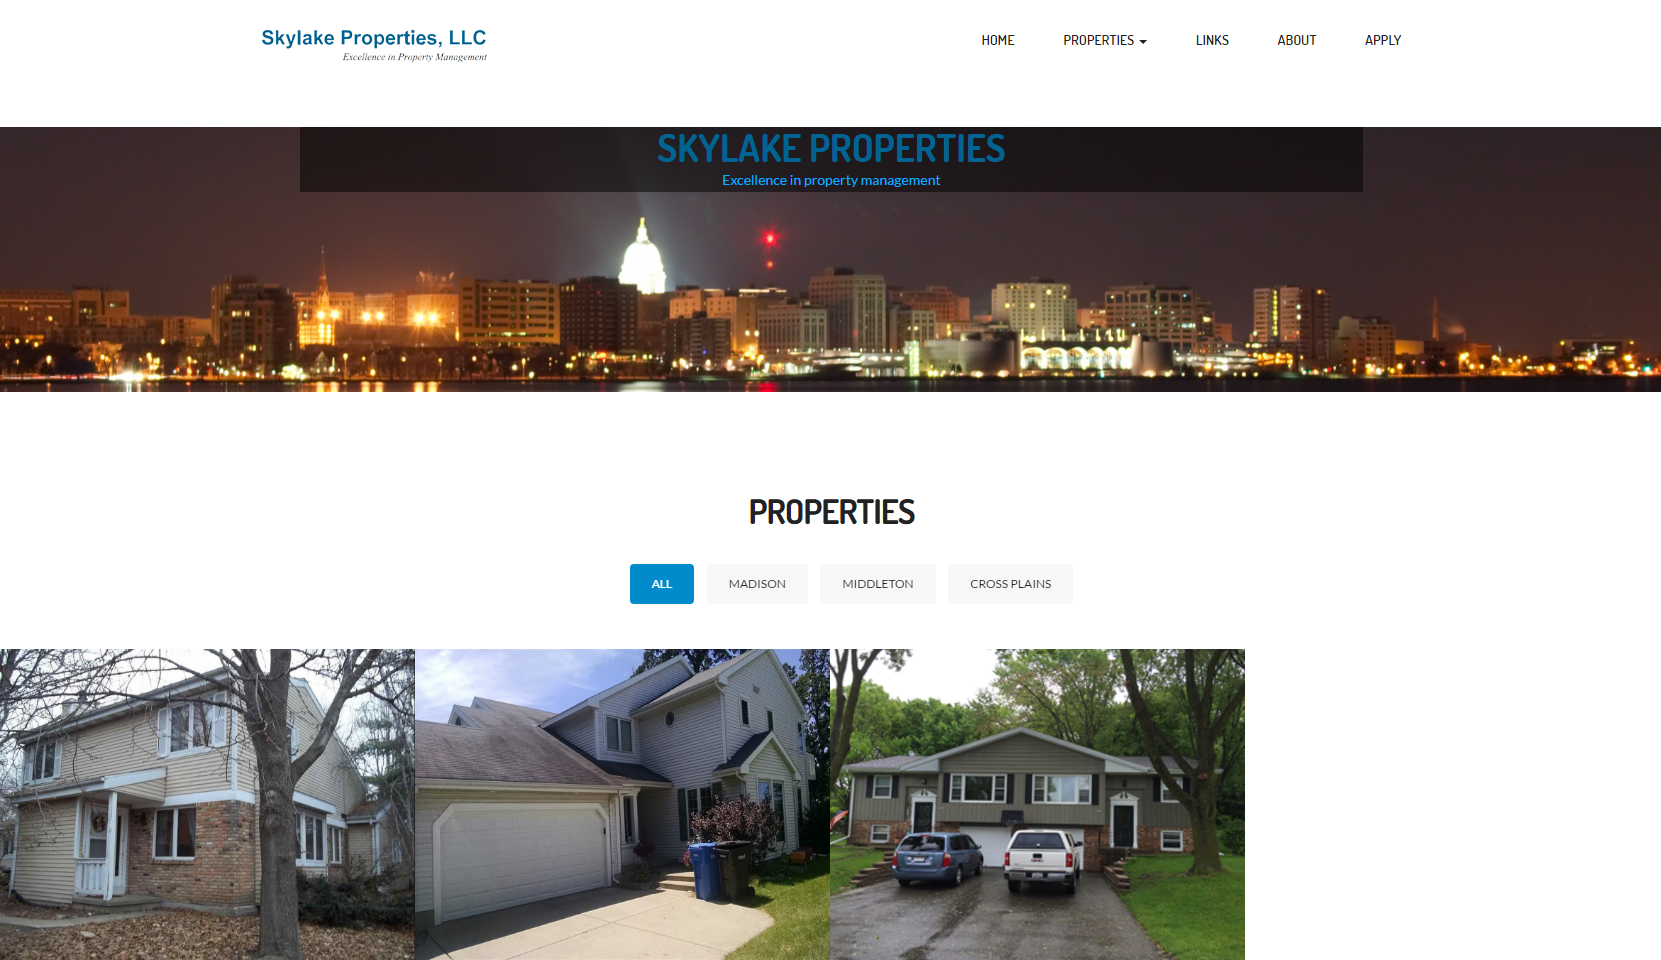 Skylake Properties, LLC
Excellence in Property Management
HOME
PROPERTIES
LINKS
ABOUT
APPLY
SKYLAKE PROPERTIES
Excellence in property management
PROPERTIES
ALL
MADISON
MIDDLETON
CROSS PLAINS